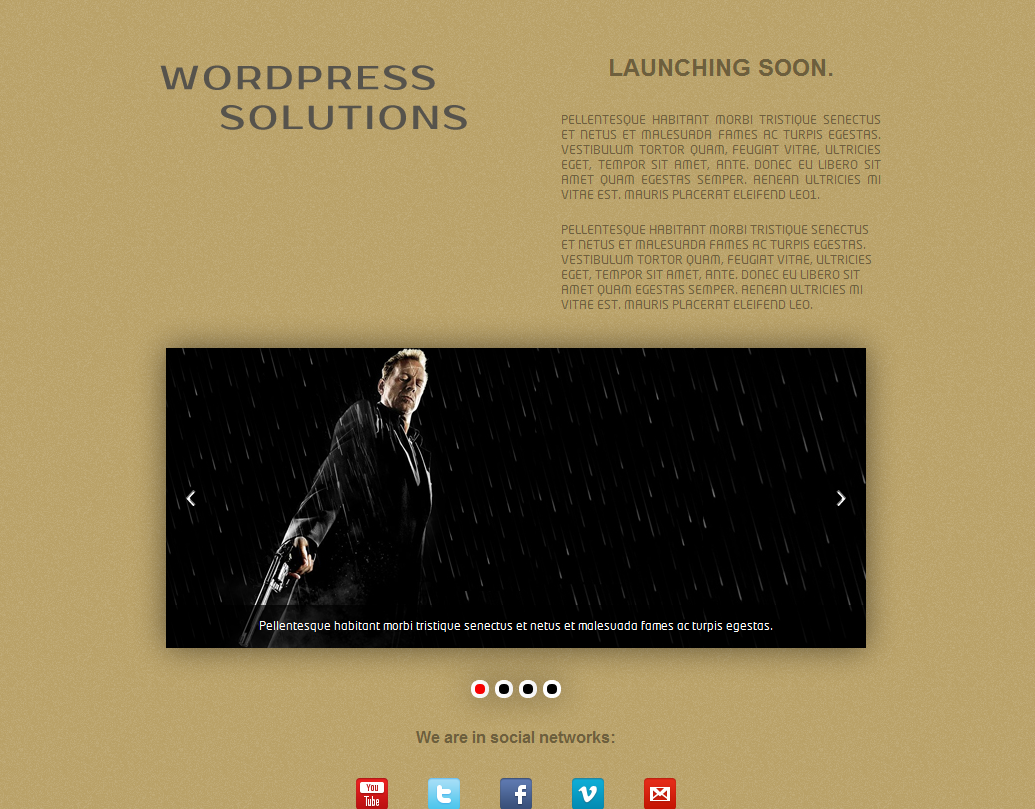 WORDPRESS
SOLUTIONS
LAUNCHING SOON.
PELLENTESQUE HABITANT MORBI TRISTIQUE SENECTUS
ET NETUS ET MALESUADA FAMES AC TURPIS EGESTAS.
VESTIBULUM TORTOR QUAM, FEUGIAT VITAE, ULTRICIES
EGET, TEMPOR SIT AMET, ANTE. DONEC EU LIBERO SIT
AMET QUAM EGESTAS SEMPER. AENEAN ULTRICIES MI
VITAE EST. MAURIS PLACERAT ELEIFEND LEO1.
PELLENTESQUE HABITANT MORBI TRISTIQUE SENECTUS
ET NETUS ET MALESUADA FAMES AC TURPIS EGESTAS.
VESTIBULUM TORTOR QUAM, FEUGIAT VITAE, ULTRICIES
EGET, TEMPOR SIT AMET, ANTE. DONEC EU LIBERO SIT
AMET QUAM EGESTAS SEMPER. AENEAN ULTRICIES MI
VITAE EST. MAURIS PLACERAT ELEIFEND LEO.
Pellentesque habitant morbi tristique senectus et netus et malesuada fames ac turpis egestas.
We are in social networks:
You
Tube